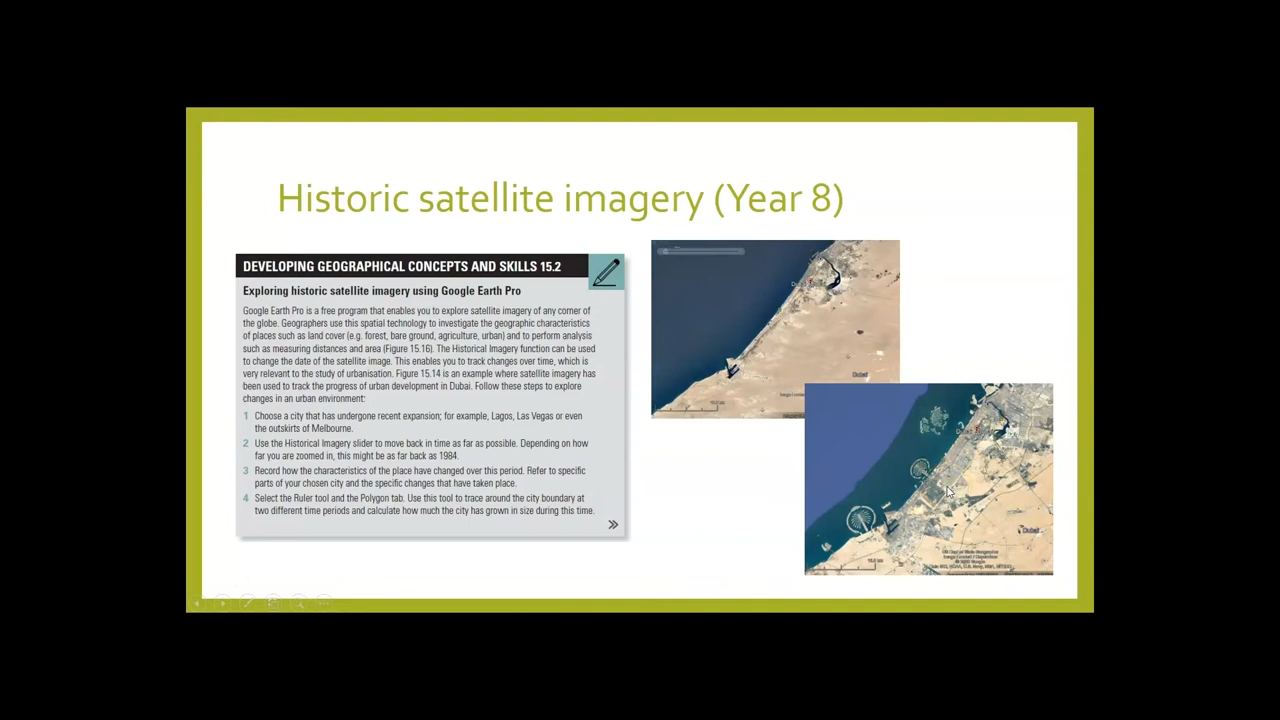 Historic satellite imagery (Year 8)
DEVELOPING GEOGRAPHICAL CONCEPTS AND SKILLS 15.2
Exploring historic satellite imagery using Google Earth Pro
Google Earth Pro is a free program that enables you to explore satellite imagery of any corner of
the globe. Geographers use this spatial technology to investigate the geographic characteristics
of places such as land cover (e.g. forest, bare ground, agriculture, urban) and to perform analysis
such as measuring distances and area (Figure 15.16). The Historical Imagery function can be used
to change the date of the satellite image. This enables you to track changes over time, which is
very relevant to the study of urbanisation. Figure 15.14 is an example where satellite imagery has
been used to track the progress of urban development in Dubai. Follow these steps to explore
changes in an urban environment:
1 Choose a city that has undergone recent expansion; for example, Lagos, Las Vegas or even
the outskirts of Melbourne.
2 Use the Historical Imagery slider to move back in time as far as possible. Depending on how
far you are zoomed in, this might be as far back as 1984.
3 Record how the characteristics of the place have changed over this period. Refer to specific
parts of your chosen city and the specific changes that have taken place.
4 Select the Ruler tool and the Polygon tab. Use this tool to trace around the city boundary at
two different time periods and calculate how much the city has grown in size during this time.
Dubai
Dubai